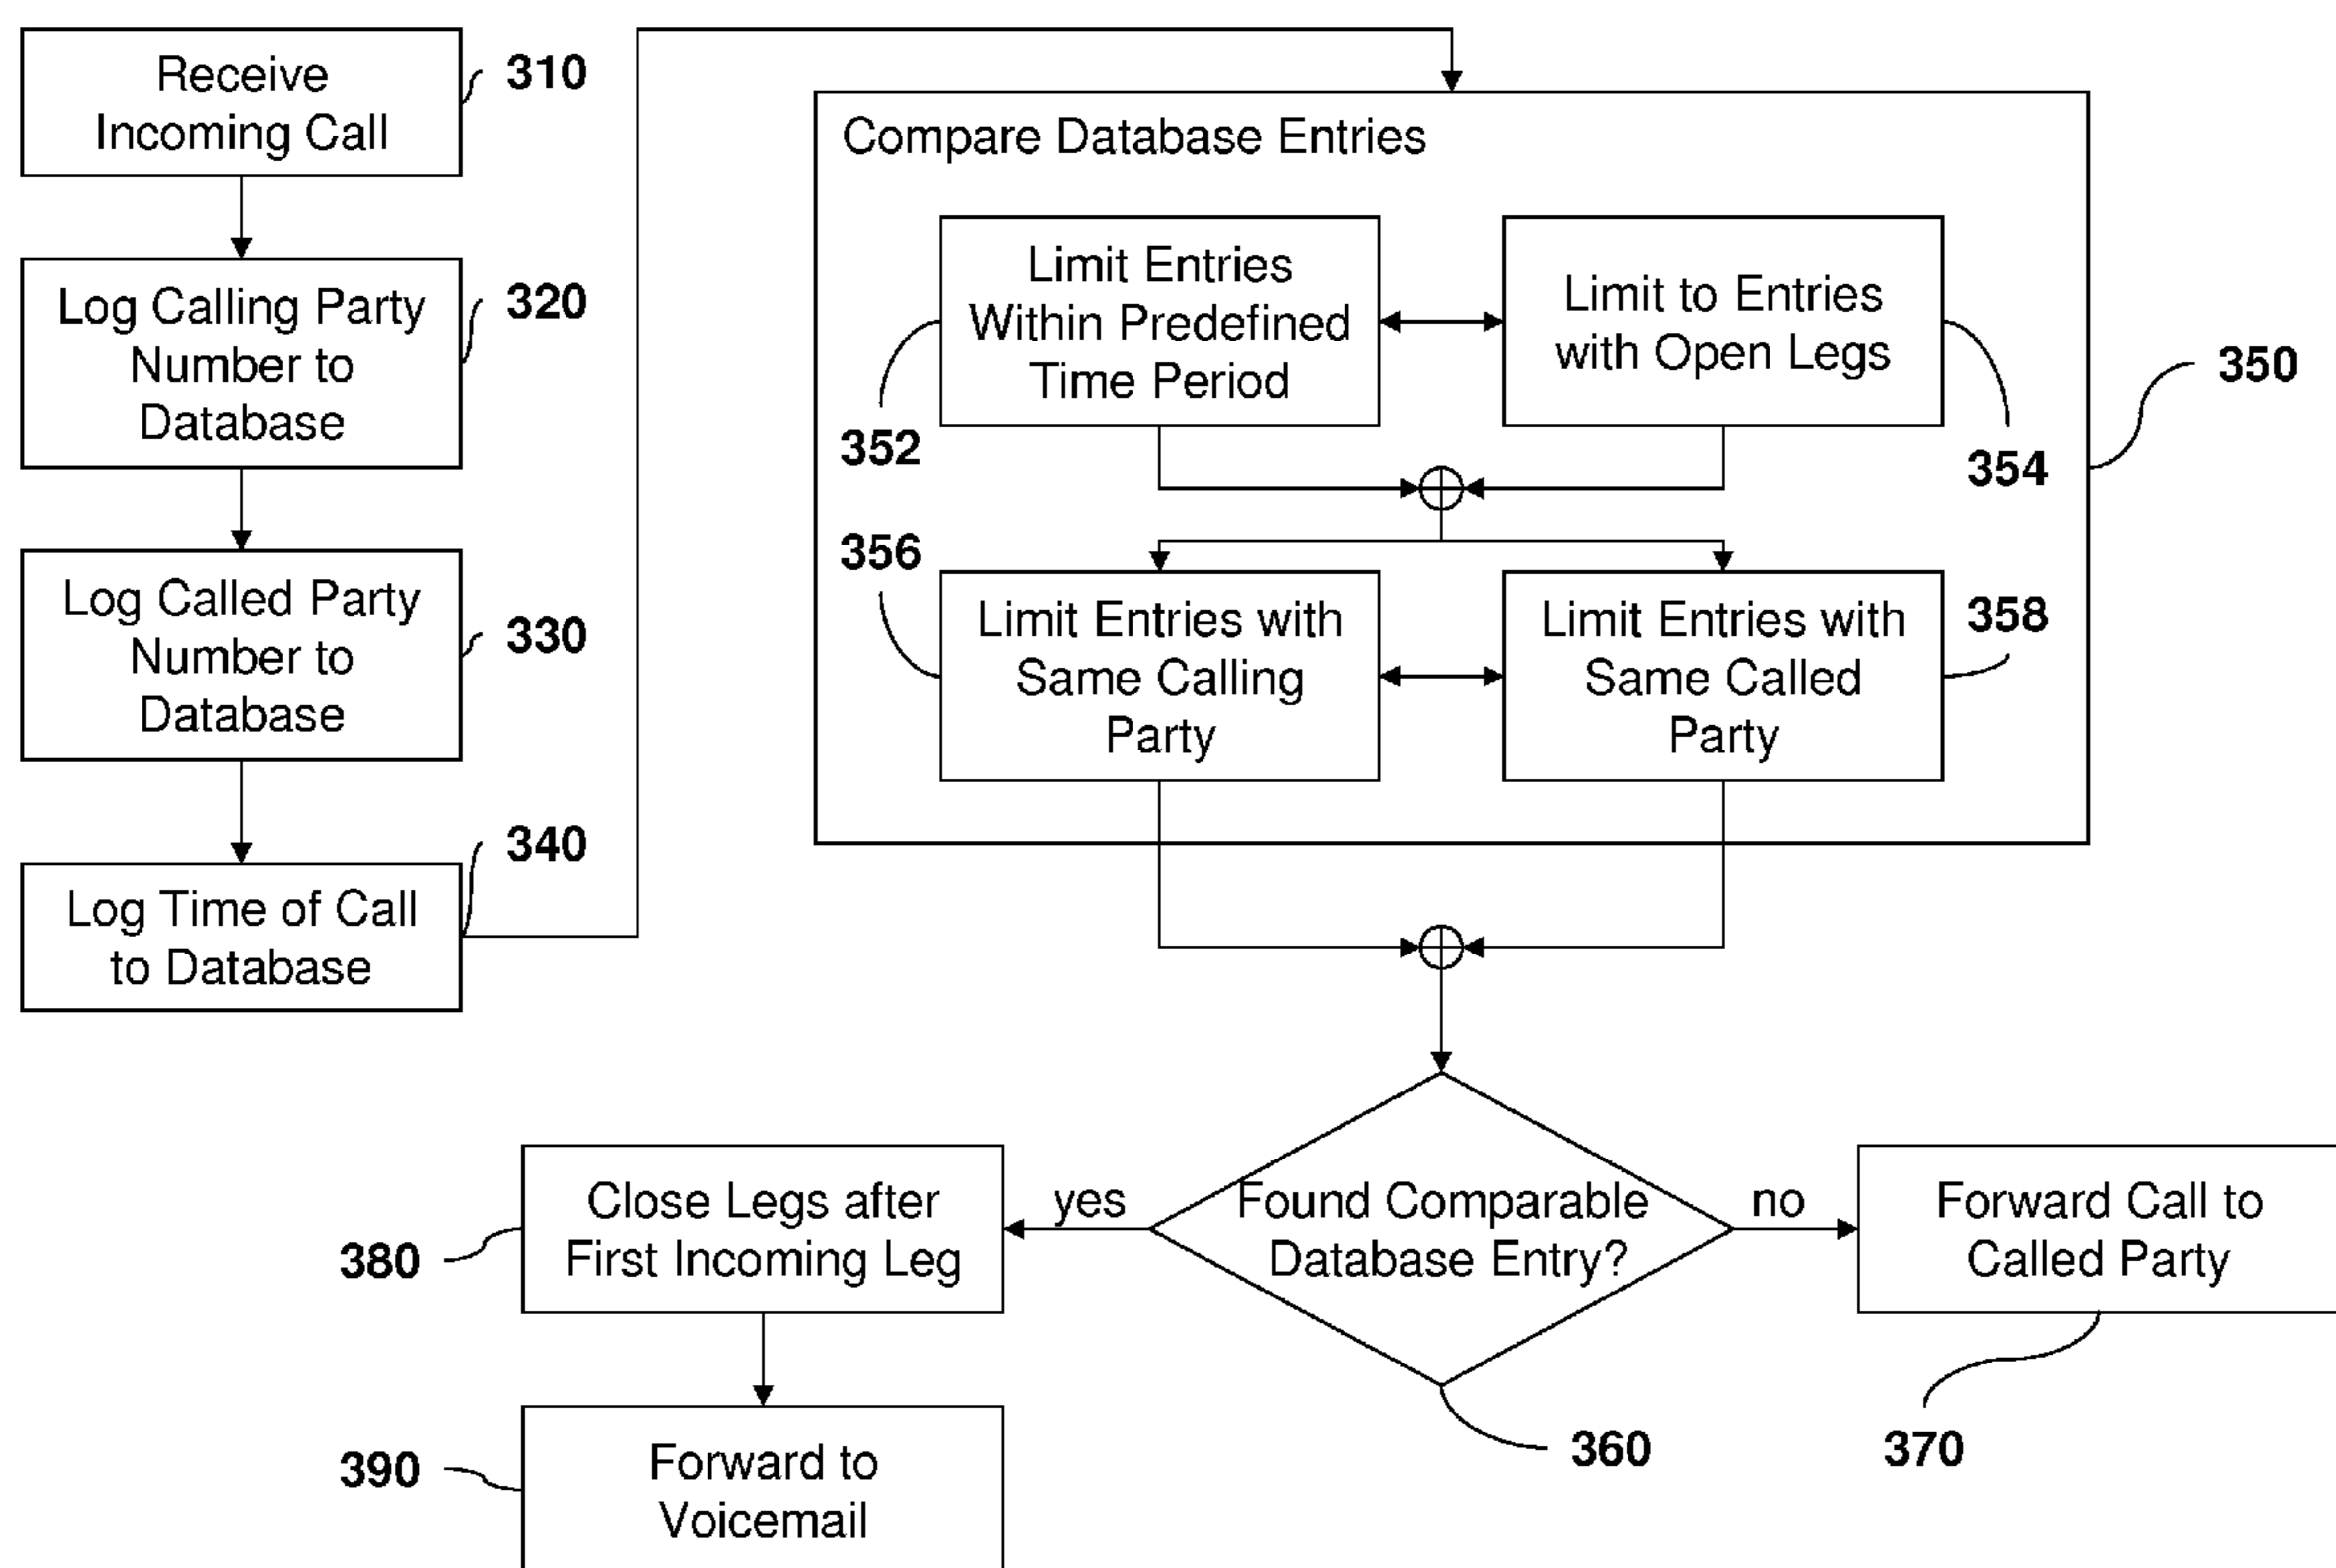 Receive
Incoming Call
310
Log Calling Party
Number to
Database
320
Log Called Party
Number to
Database
330
Log Time of Call
to Database
340
Compare Database Entries
350
Limit Entries
Within Predefined
Time Period
352
Limit to Entries
with Open Legs
354
Limit Entries with
Same Calling
Party
356
Limit Entries with
Same Called
Party
358
Found Comparable
Database Entry?
360
yes
no
Forward Call to
Called Party
370
Close Legs after
First Incoming Leg
380
Forward to
Voicemail
390